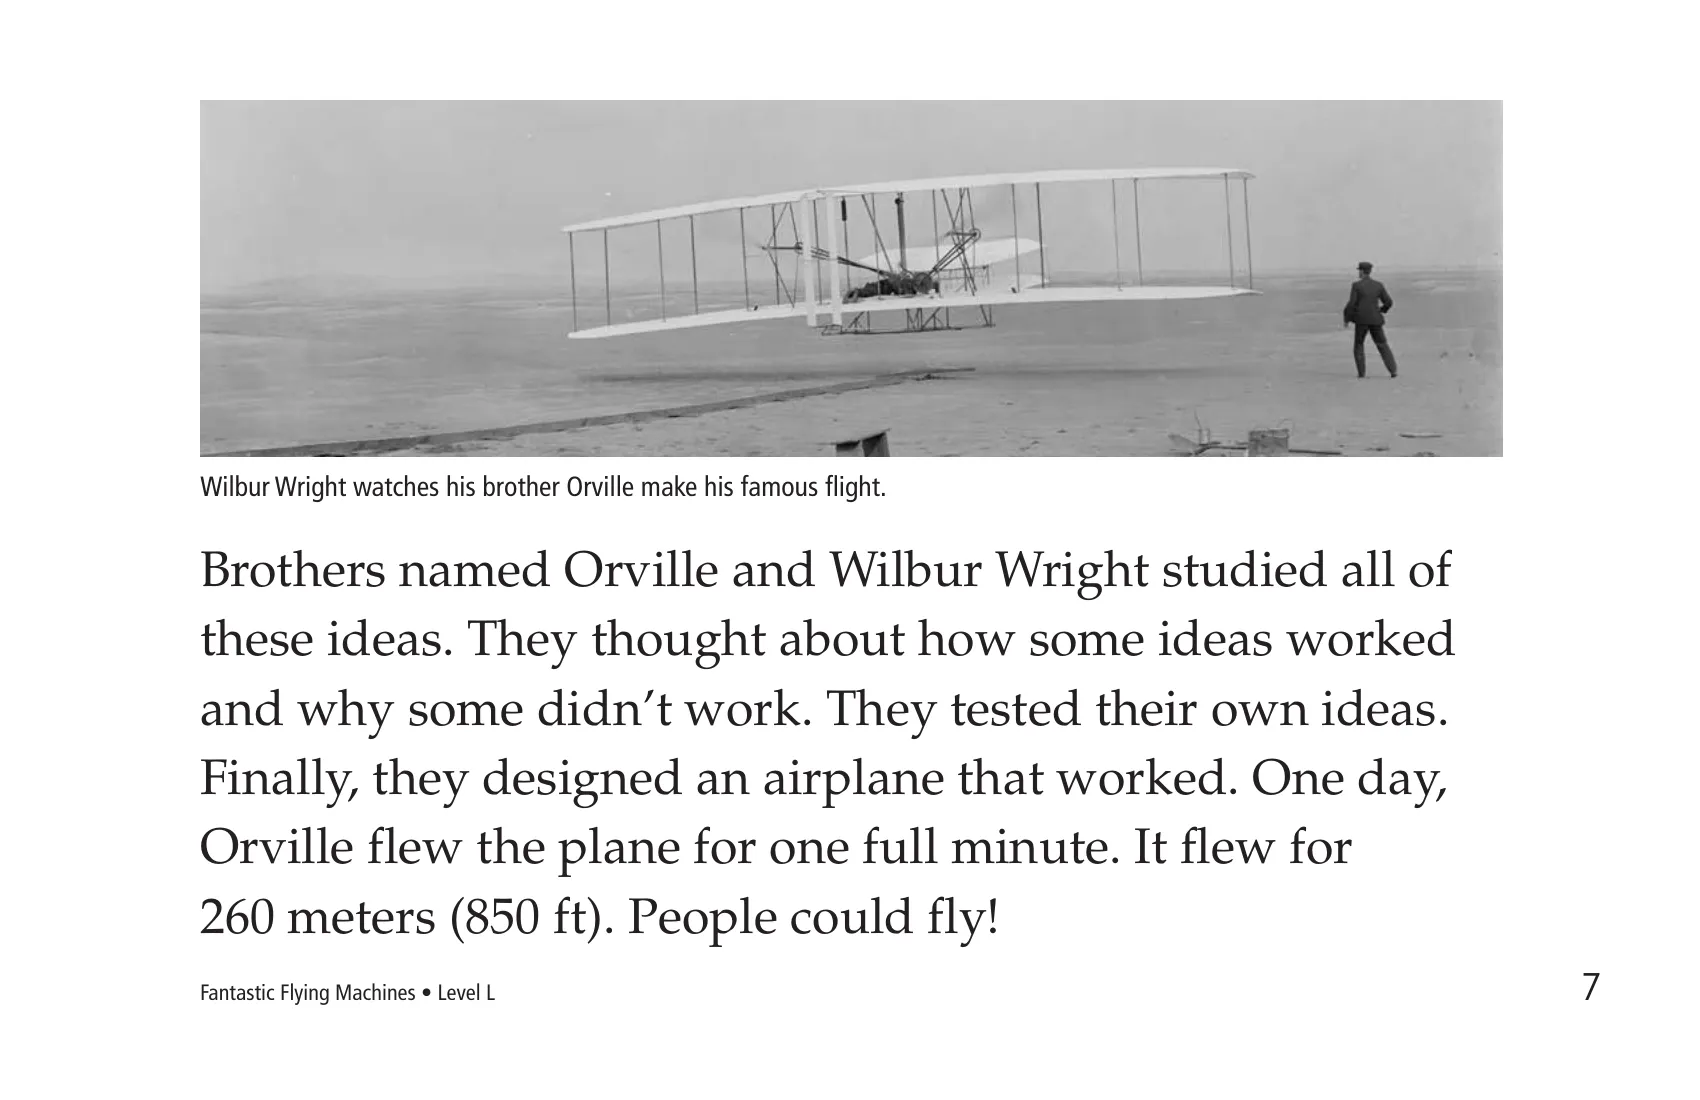 Wilbur Wright watches his brother Orville make his famous flight.
Brothers named Orville and Wilbur Wright studied all of
these ideas. They thought about how some ideas worked
and why some didn’t work. They tested their own ideas.
Finally, they designed an airplane that worked. One day,
Orville flew the plane for one full minute. It flew for
260 meters (850 ft). People could fly!
Fantastic Flying Machines • Level L
7